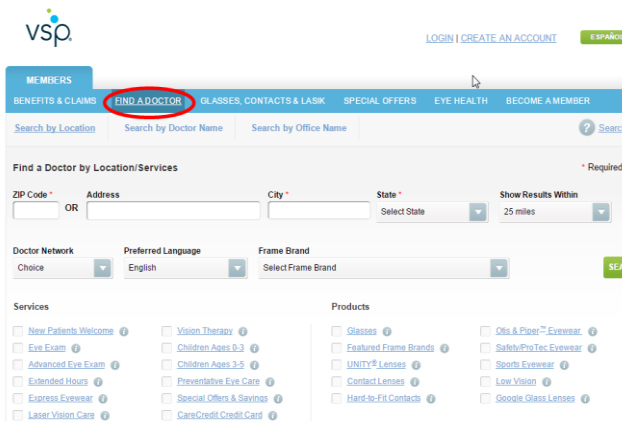 vsp.
LOGIN | CREATE AN ACCOUNT
ESPAÑOL
MEMBERS
BENEFITS & CLAIMS FIND A DOCTOR GLASSES, CONTACTS & LASIK SPECIAL OFFERS EYE HEALTH BECOME A MEMBER
Search by Location Search by Doctor Name Search by Office Name ? Searc
Find a Doctor by Location/Services * Required
ZIP Code * Address City * State * Show Results Within
OR Select State 25 miles
Doctor Network Preferred Language Frame Brand
Choice English Select Frame Brand SEA
Services Products
New Patients Welcome i Vision Therapy i Glasses i Otis & Piper™ Eyewear i
Eye Exam i Children Ages 0-3 i Featured Frame Brands i Safety/ProTec Eyewear i
Advanced Eye Exam i Children Ages 3-5 i UNITY® Lenses i Sports Eyewear i
Extended Hours i Preventative Eye Care i Contact Lenses i Low Vision i
Express Eyewear i Special Offers & Savings i Hard-to-Fit Contacts i Google Glass Lenses i
Laser Vision Care i CareCredit Credit Card i